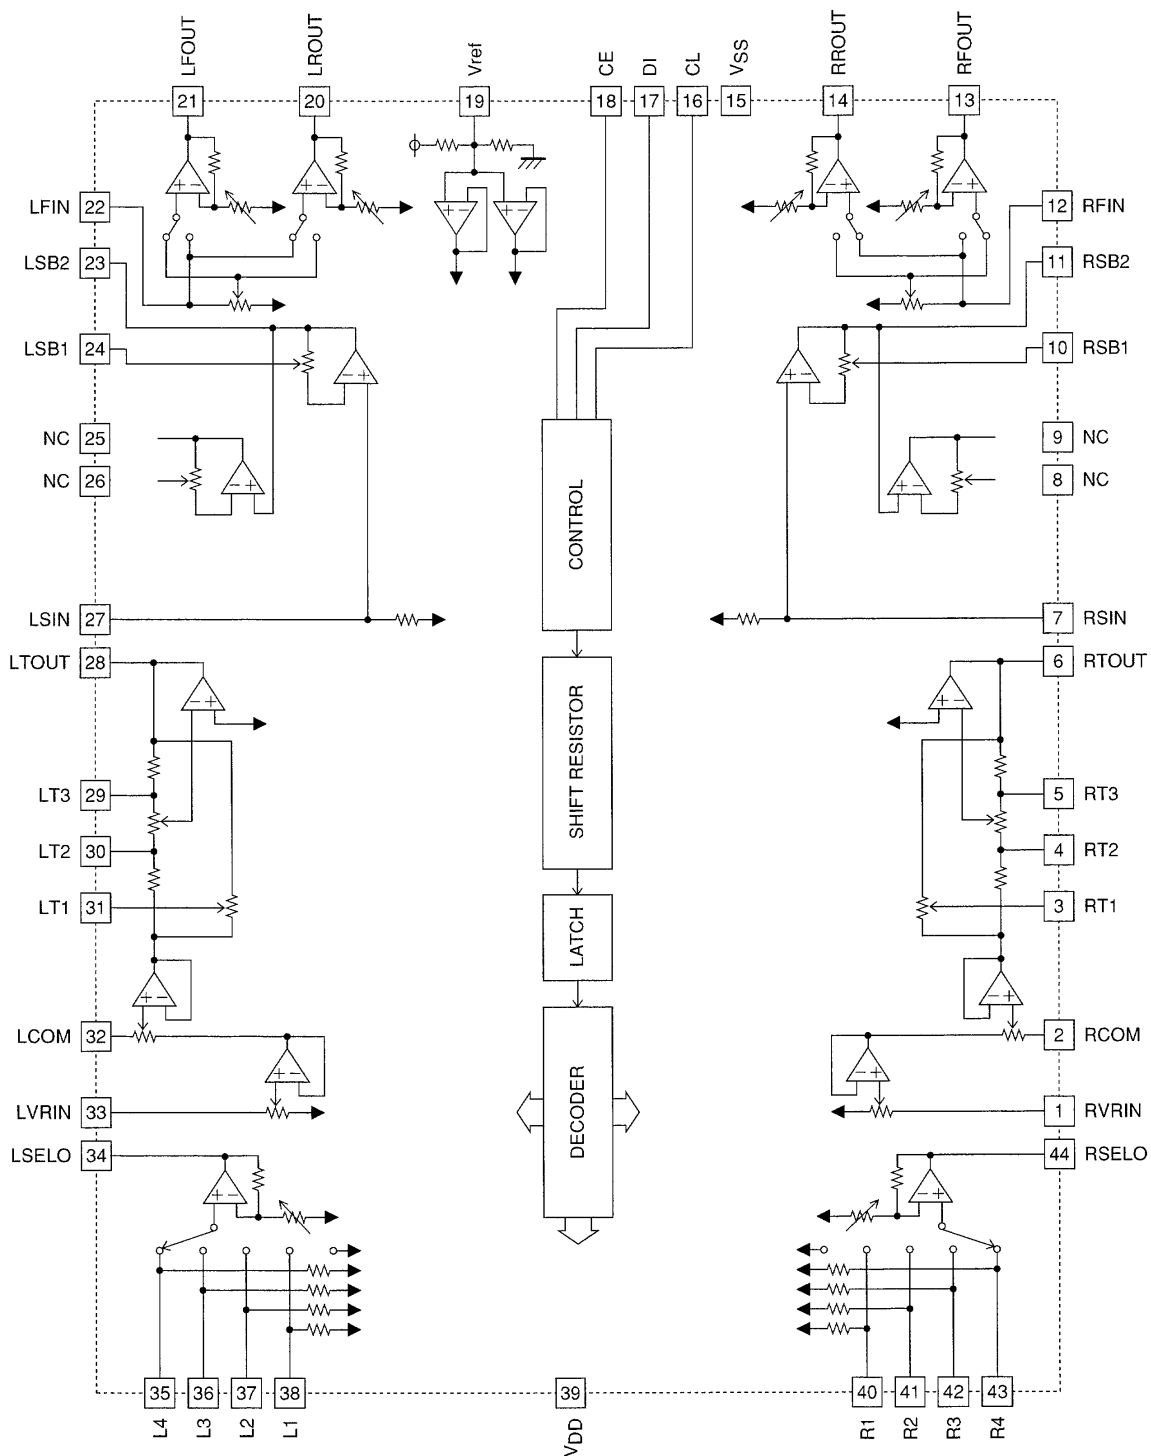 LFOUT
LROUT
Vref
CE
DI
CL
VSS
RROUT
RFOUT
21
20
19
18
17
16
15
14
13
LFIN 22
12 RFIN
LSB2 23
11 RSB2
LSB1 24
10 RSB1
NC 25
9 NC
NC 26
8 NC
CONTROL
LSIN 27
7 RSIN
LTOUT 28
6 RTOUT
SHIFT RESISTOR
LT3 29
5 RT3
LT2 30
4 RT2
LT1 31
3 RT1
LATCH
LCOM 32
2 RCOM
DECODER
LVRIN 33
1 RVRIN
LSELO 34
44 RSELO
35
36
37
38
39
40
41
42
43
L4
L3
L2
L1
VDD
R1
R2
R3
R4